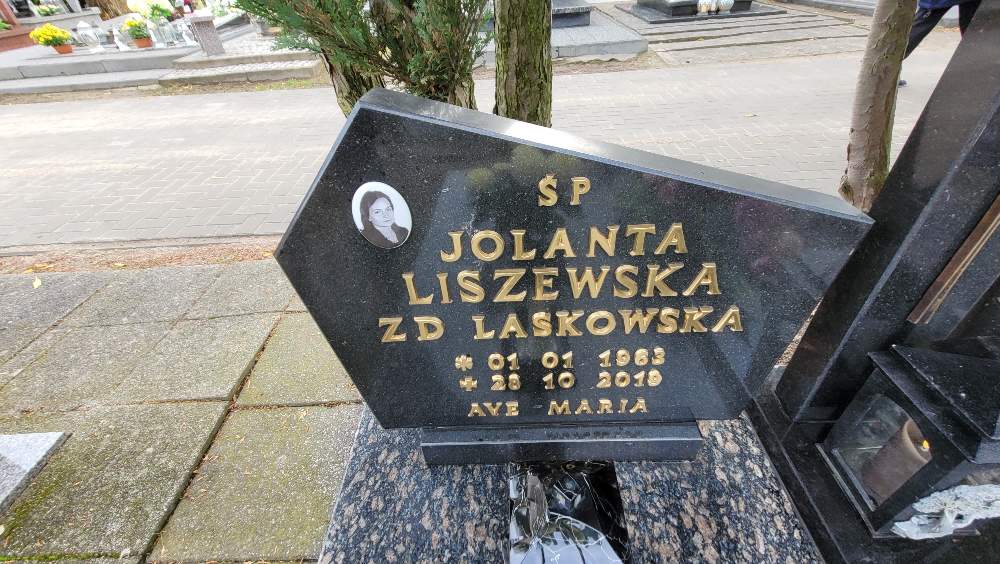 ŚP
JOLANTA
LISZEWSKA
ZD LASKOWSKA
* 01 01 1963
+ 28 10 2019
AVE MARIA